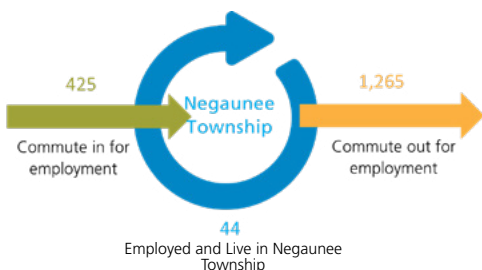 425
Commute in for
employment
Negaunee
Township
1,265
Commute out for
employment
44
Employed and Live in Negaunee
Township